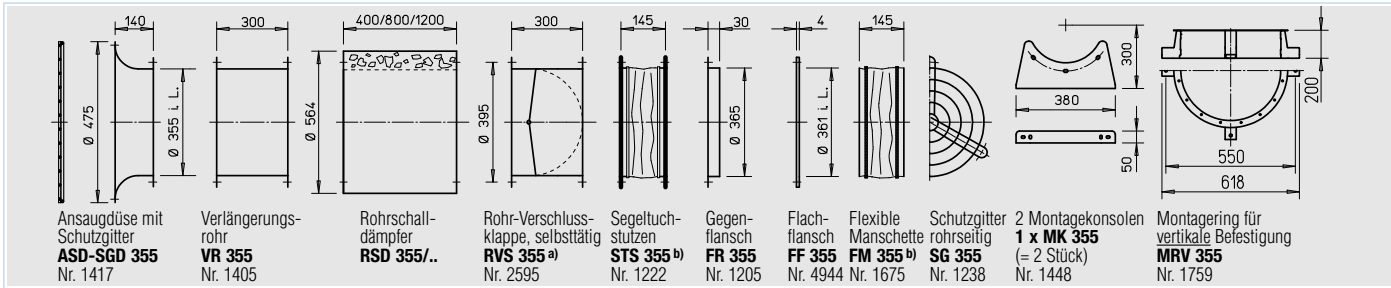 140
300
400/800/1200
300
145
30
4
145
300
200
Ø 475
Ø 355 i L.
Ø 564
Ø 395
Ø 365
Ø 361 i L.
380
50
550
618
Ansaugdüse mit
Schutzgitter
ASD-SGD 355
Nr. 1417
Verlängerungs-
rohr
VR 355
Nr. 1405
Rohrschall-
dämpfer
RSD 355/..
Rohr-Verschluss-
klappe, selbsttätig
RVS 355 a)
Nr. 2595
Segeltuch-
stutzen
STS 355 b)
Nr. 1222
Gegen-
flansch
FR 355
Nr. 1205
Flach-
flansch
FF 355
Nr. 4944
Flexible
Manschette
FM 355 b)
Nr. 1675
Schutzgitter
rohrseitig
SG 355
Nr. 1238
2 Montagekonsolen
1 x MK 355
(= 2 Stück)
Nr. 1448
Montagering für
vertikale Befestigung
MRV 355
Nr. 1759